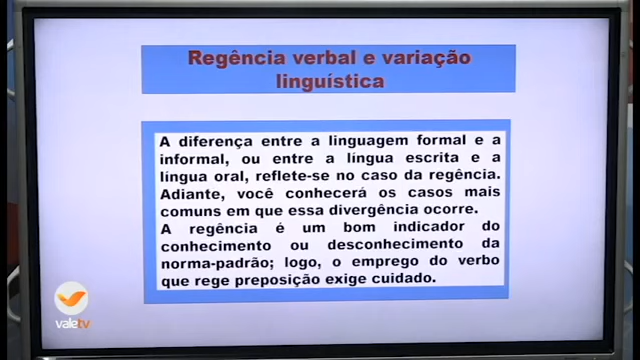 Regência verbal e variação
linguística
A diferença entre a linguagem formal e a
informal, ou entre a língua escrita e a
língua oral, reflete-se no caso da regência.
Adiante, você conhecerá os casos mais
comuns em que essa divergência ocorre.
A regência é um bom indicador do
conhecimento ou desconhecimento da
norma-padrão; logo, o emprego do verbo
que rege preposição exige cuidado.
valetv